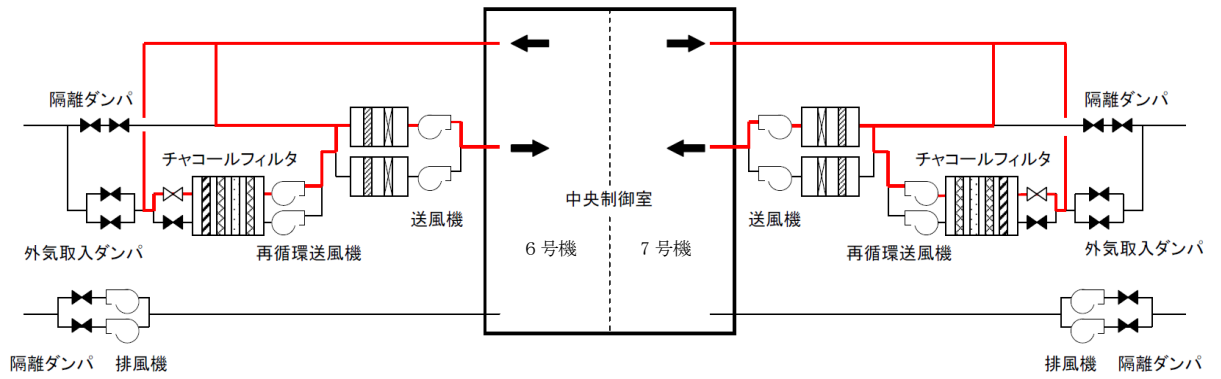 隔離ダンパ
隔離ダンパ
チャコールフィルタ
チャコールフィルタ
中央制御室
送風機
送風機
6号機
7号機
外気取入ダンパ
再循環送風機
再循環送風機
外気取入ダンパ
隔離ダンパ
排風機
排風機
隔離ダンパ